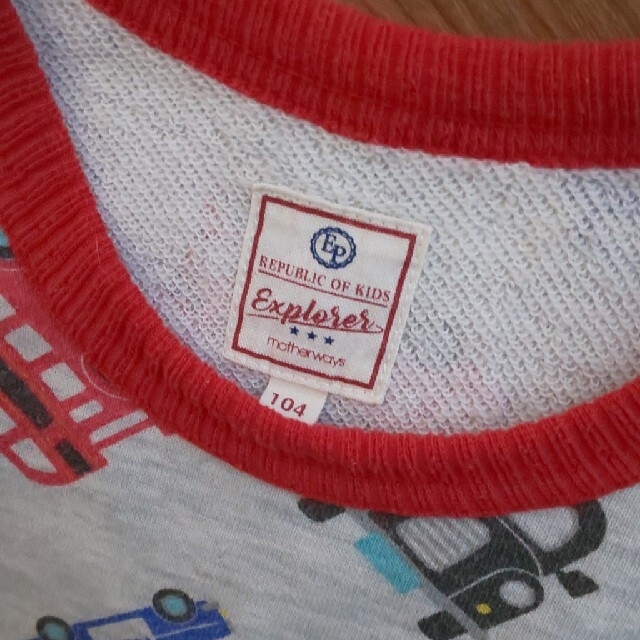 EP
REPUBLIC OF KIDS
Explorer
motherways
104